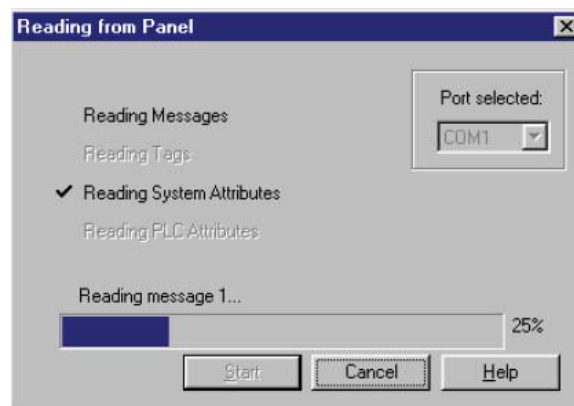 Reading from Panel
Port selected:
COM1
Reading Messages
Reading Tags
Reading System Attributes
Reading PLC Attributes
Reading message 1...
25%
Start
Cancel
Help